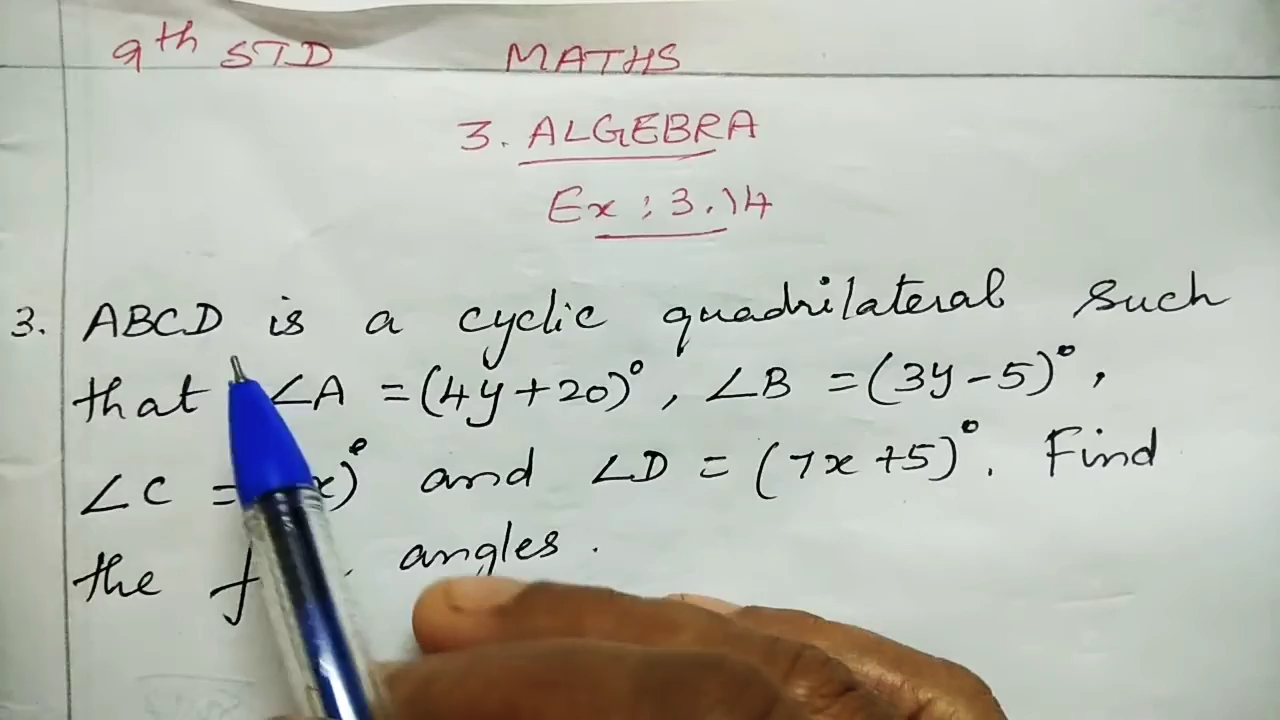 9th STD MATHS
3. ALGEBRA
Ex : 3.14
3. ABCD is a cyclic quadrilateral such
that ∠A = (4y+20)°, ∠B = (3y-5)°,
∠C = x)° and ∠D = (7x+5)°. Find
the angles.